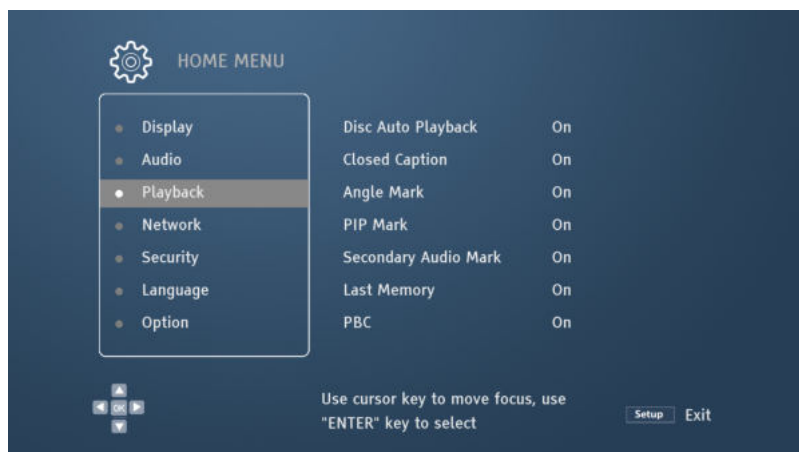 HOME MENU
Display
Audio
Playback
Network
Security
Language
Option
Disc Auto Playback On
Closed Caption On
Angle Mark On
PIP Mark On
Secondary Audio Mark On
Last Memory On
PBC On
OK
Use cursor key to move focus, use
"ENTER" key to select
Setup Exit